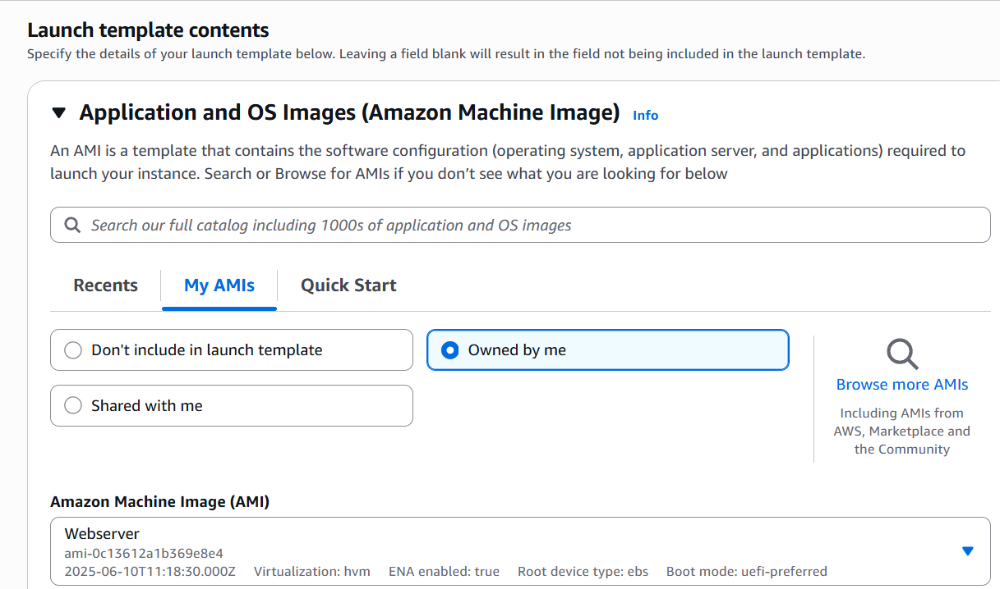 Launch template contents
Specify the details of your launch template below. Leaving a field blank will result in the field not being included in the launch template.
Application and OS Images (Amazon Machine Image) Info
An AMI is a template that contains the software configuration (operating system, application server, and applications) required to
launch your instance. Search or Browse for AMIs if you don’t see what you are looking for below
Search our full catalog including 1000s of application and OS images
Recents My AMIs Quick Start
Don't include in launch template
Owned by me
Shared with me
Browse more AMIs
Including AMIs from
AWS, Marketplace and
the Community
Amazon Machine Image (AMI)
Webserver
ami-0c13612a1b369e8e4
2025-06-10T11:18:30.000Z Virtualization: hvm ENA enabled: true Root device type: ebs Boot mode: uefi-preferred